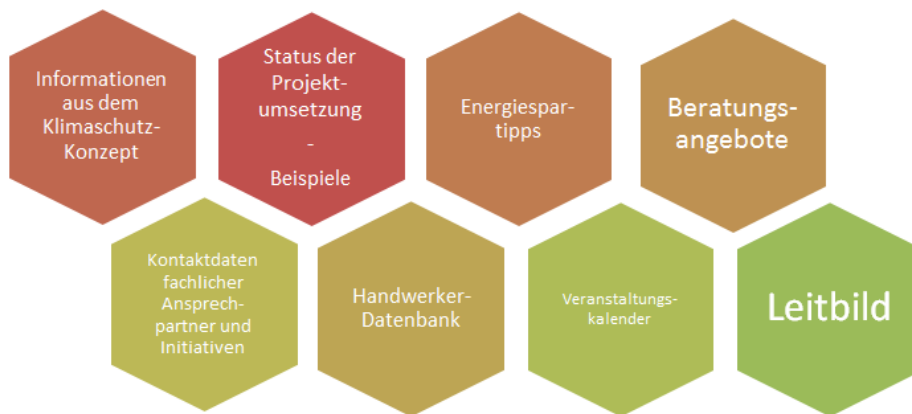 Informationen
aus dem
Klimaschutz-
Konzept
Status der
Projekt-
umsetzung
-
Beispiele
Energiespar-
tipps
Beratungs-
angebote
Kontaktdaten
fachlicher
Ansprech-
partner und
Initiativen
Handwerker-
Datenbank
Veranstaltungs-
kalender
Leitbild